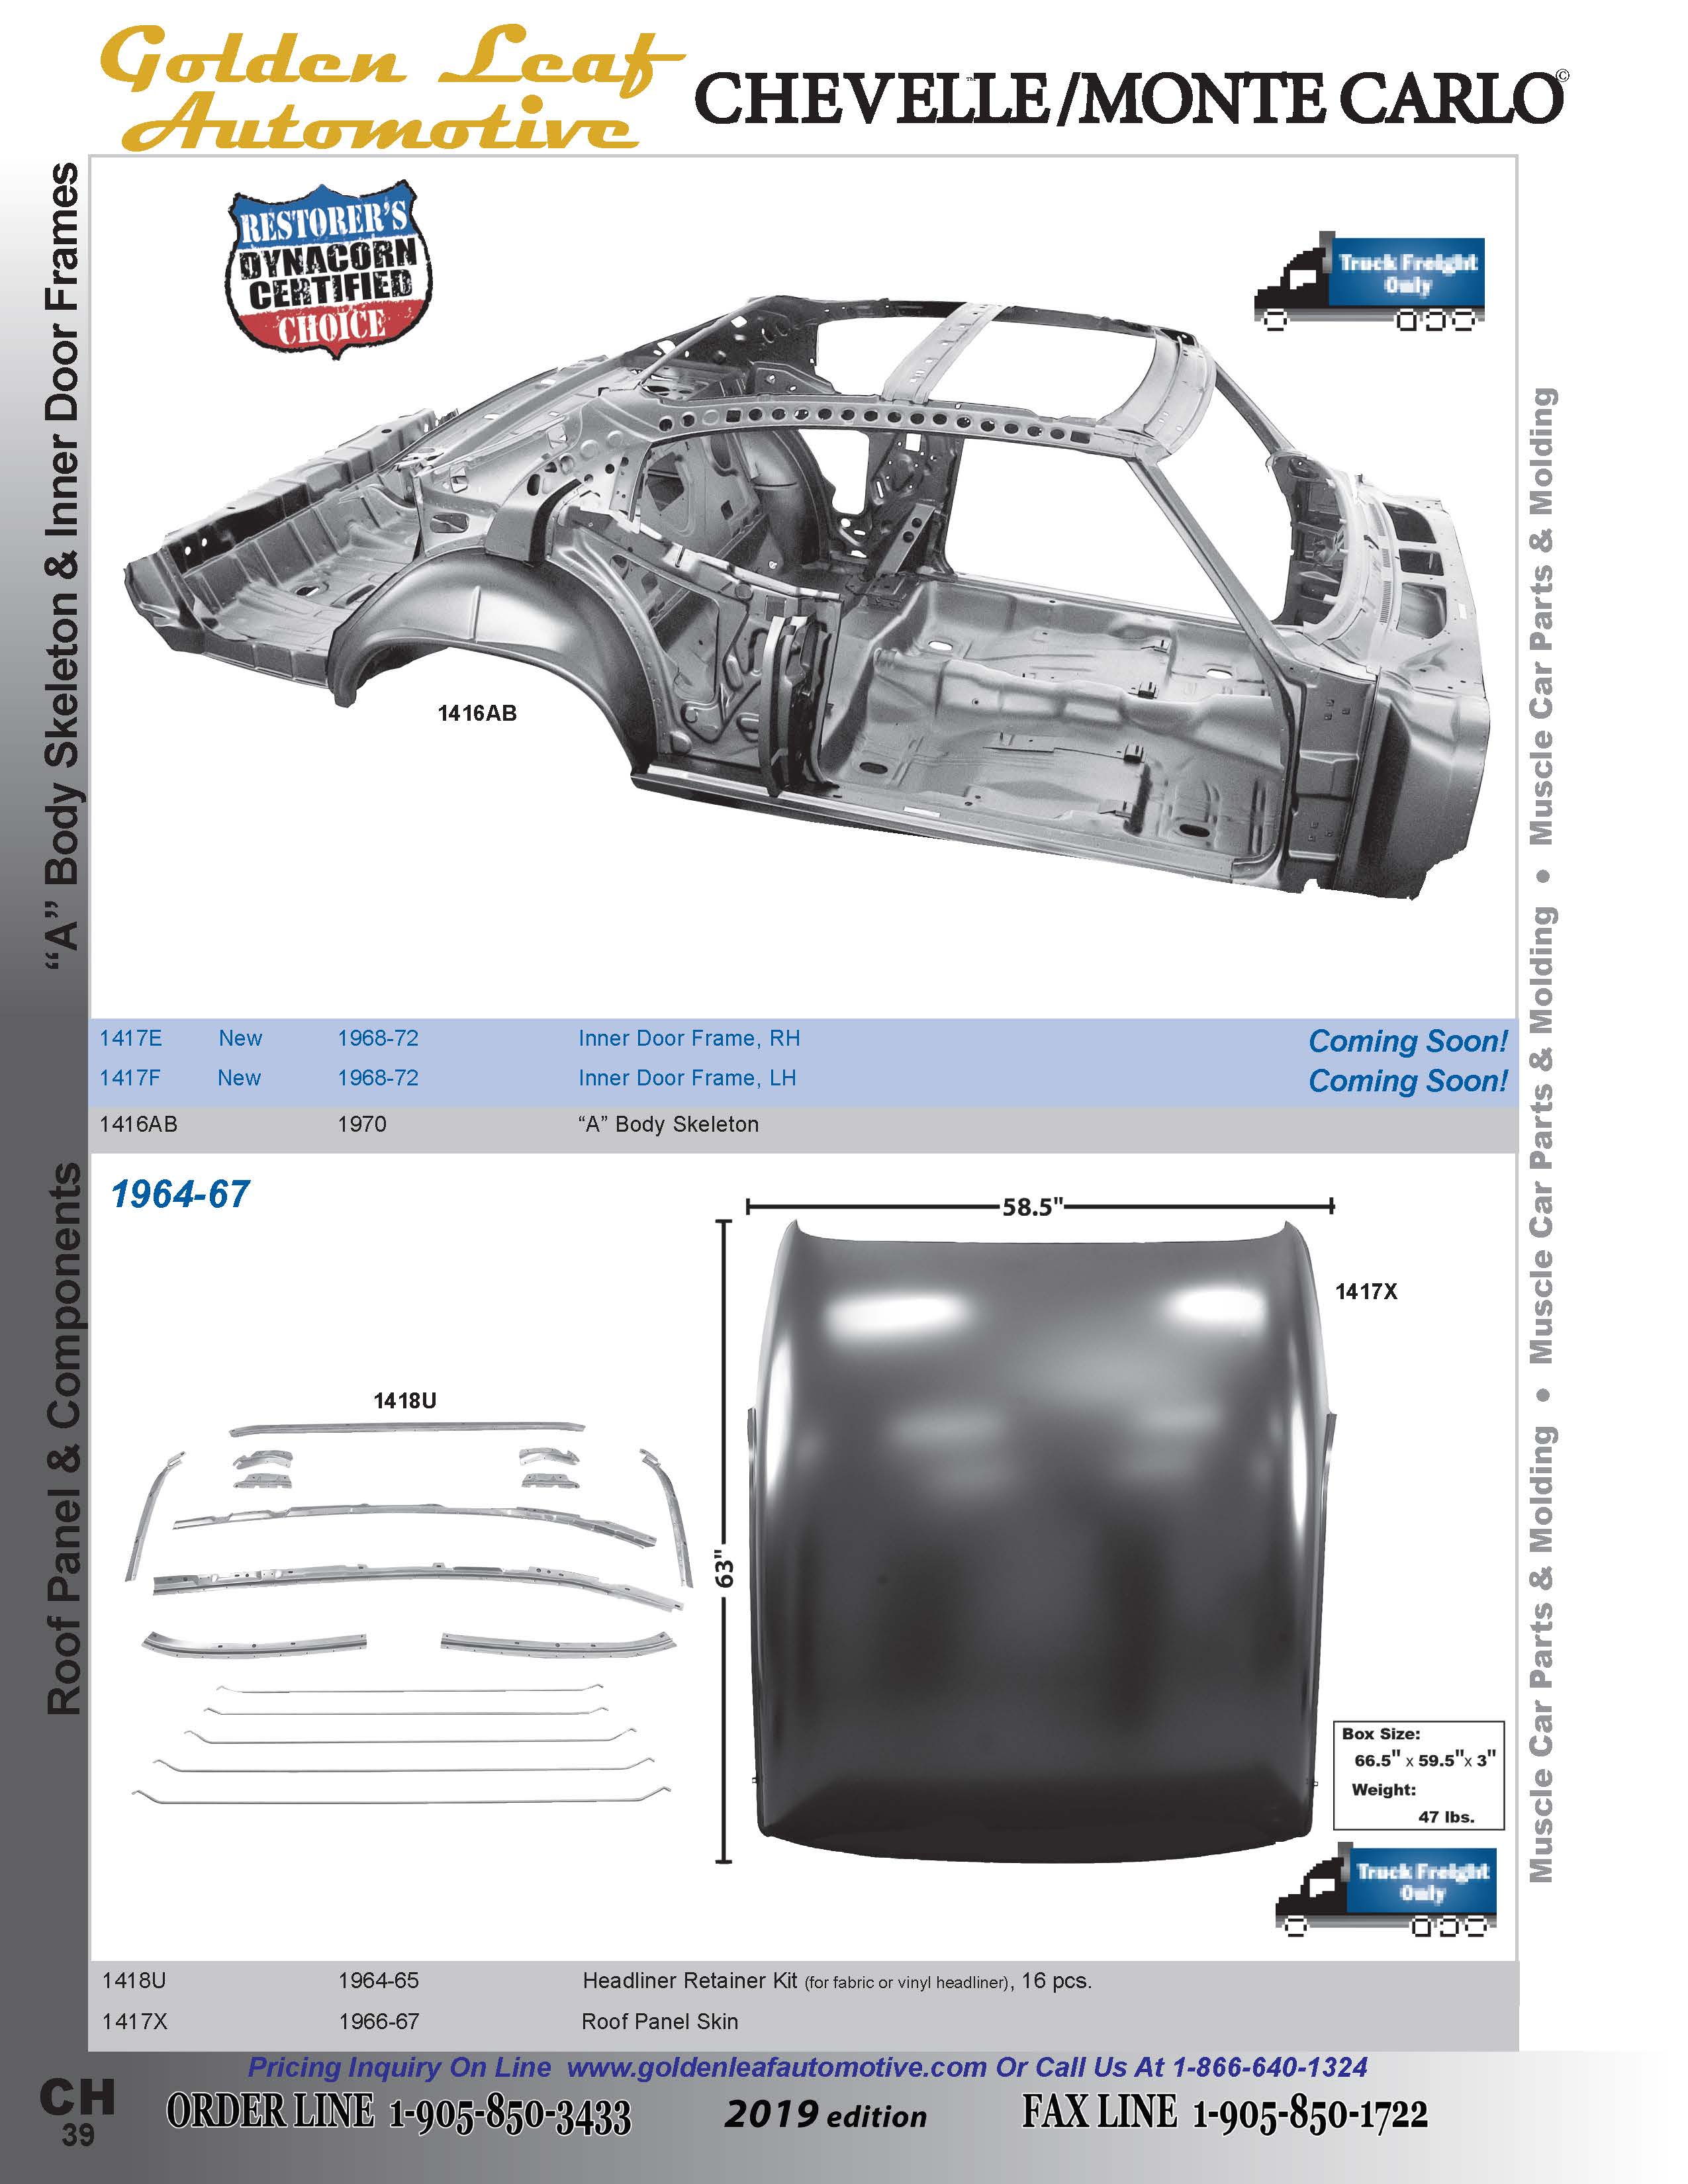 Golden Leaf
Automotive
CHEVELLE™/MONTE CARLO©
“A” Body Skeleton & Inner Door Frames
RESTORER'S
DYNACORN
CERTIFIED
CHOICE
Truck Freight
Only
1416AB
1417E New 1968-72 Inner Door Frame, RH Coming Soon!
1417F New 1968-72 Inner Door Frame, LH Coming Soon!
1416AB 1970 “A” Body Skeleton
Roof Panel & Components
1964-67
58.5"
1417X
1418U
63"
Box Size:
66.5" x 59.5"x 3"
Weight:
47 lbs.
Truck Freight
Only
1418U 1964-65 Headliner Retainer Kit (for fabric or vinyl headliner), 16 pcs.
1417X 1966-67 Roof Panel Skin
Muscle Car Parts & Molding • Muscle Car Parts & Molding • Muscle Car Parts & Molding
Pricing Inquiry On Line www.goldenleafautomotive.com Or Call Us At 1-866-640-1324
CH
39
ORDER LINE 1-905-850-3433 2019 edition FAX LINE 1-905-850-1722